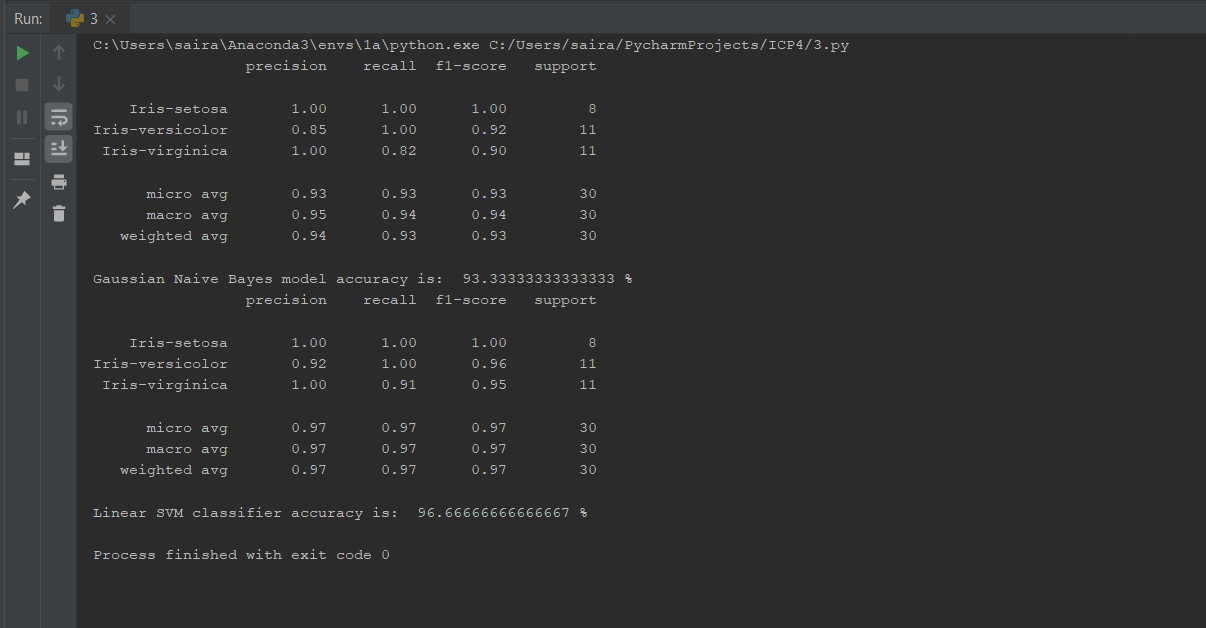 Run: 3
C:\Users\saira\Anaconda3\envs\1a\python.exe C:/Users/saira/PycharmProjects/ICP4/3.py
precision recall f1-score support
Iris-setosa 1.00 1.00 1.00 8
Iris-versicolor 0.85 1.00 0.92 11
Iris-virginica 1.00 0.82 0.90 11
micro avg 0.93 0.93 0.93 30
macro avg 0.95 0.94 0.94 30
weighted avg 0.94 0.93 0.93 30
Gaussian Naive Bayes model accuracy is: 93.33333333333333 %
precision recall f1-score support
Iris-setosa 1.00 1.00 1.00 8
Iris-versicolor 0.92 1.00 0.96 11
Iris-virginica 1.00 0.91 0.95 11
micro avg 0.97 0.97 0.97 30
macro avg 0.97 0.97 0.97 30
weighted avg 0.97 0.97 0.97 30
Linear SVM classifier accuracy is: 96.66666666666667 %
Process finished with exit code 0